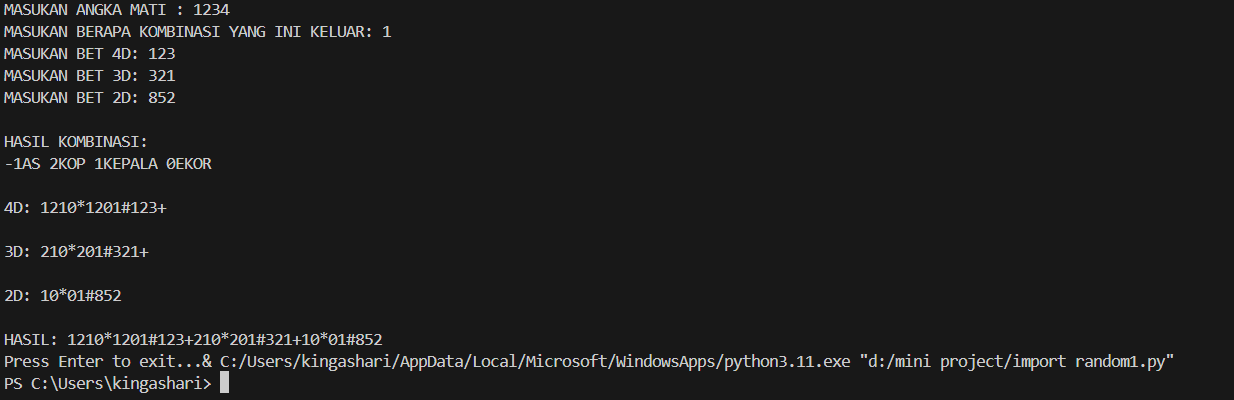 MASUKAN ANGKA MATI : 1234
MASUKAN BERAPA KOMBINASI YANG INI KELUAR: 1
MASUKAN BET 4D: 123
MASUKAN BET 3D: 321
MASUKAN BET 2D: 852
HASIL KOMBINASI:
-1AS 2KOP 1KEPALA 0EKOR
4D: 1210*1201#123+
3D: 210*201#321+
2D: 10*01#852
HASIL: 1210*1201#123+210*201#321+10*01#852
Press Enter to exit...& C:/Users/kingashari/AppData/Local/Microsoft/WindowsApps/python3.11.exe "d:/mini project/import random1.py"
PS C:\Users\kingashari>